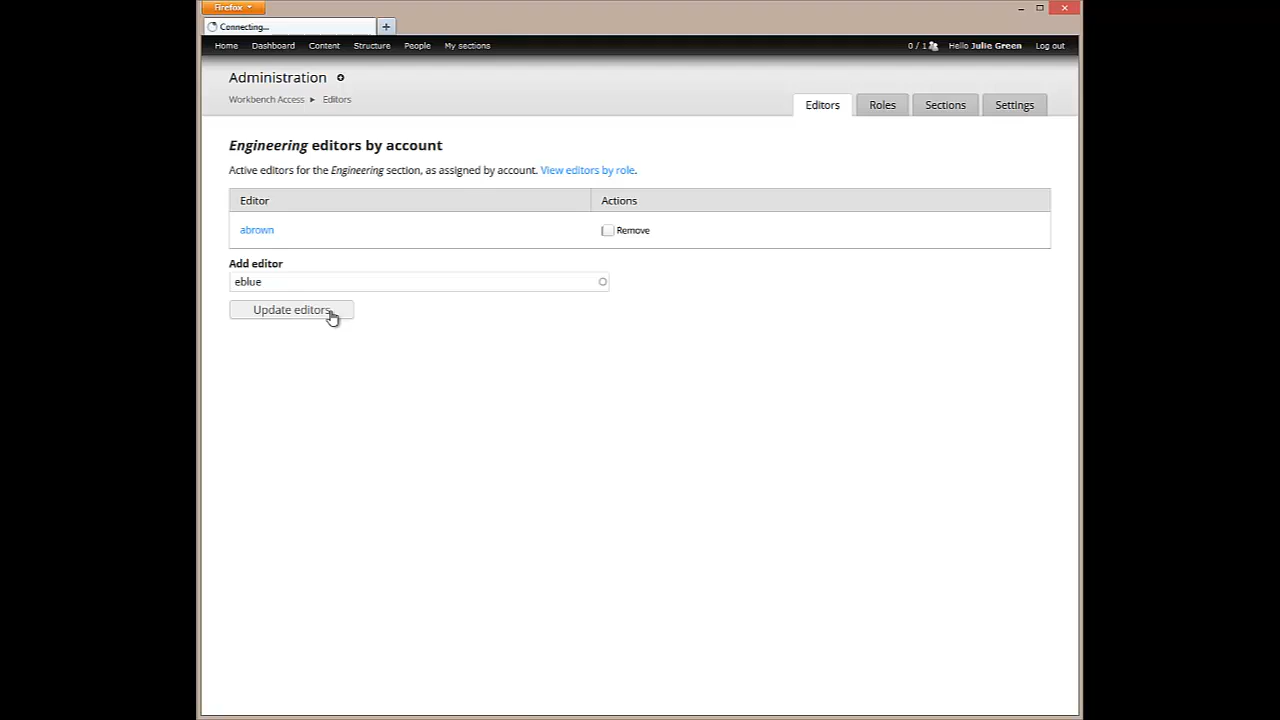 Firefox
Connecting...
Home Dashboard Content Structure People My sections 0 / 1 Hello Julie Green Log out
Administration
Workbench Access ► Editors
Editors Roles Sections Settings
Engineering editors by account
Active editors for the Engineering section, as assigned by account. View editors by role.
Editor Actions
abrown Remove
Add editor
eblue
Update editors